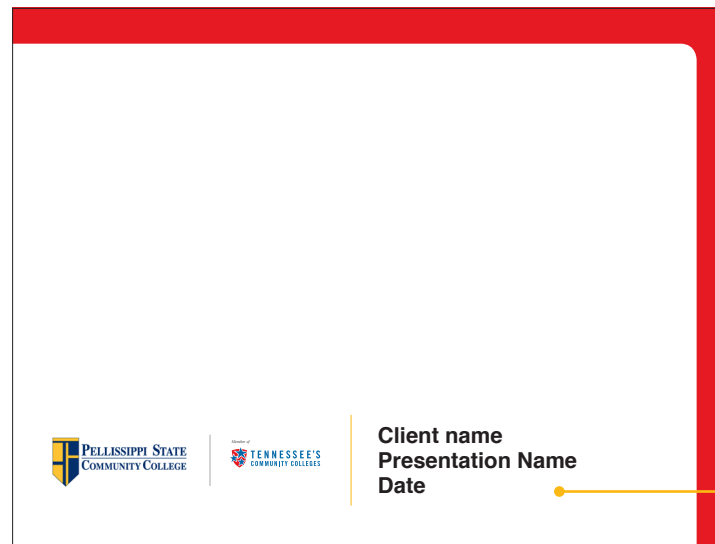 PELLISSIPPI STATE
COMMUNITY COLLEGE
Member of
TENNESSEE'S
COMMUNITY COLLEGES
Client name
Presentation Name
Date